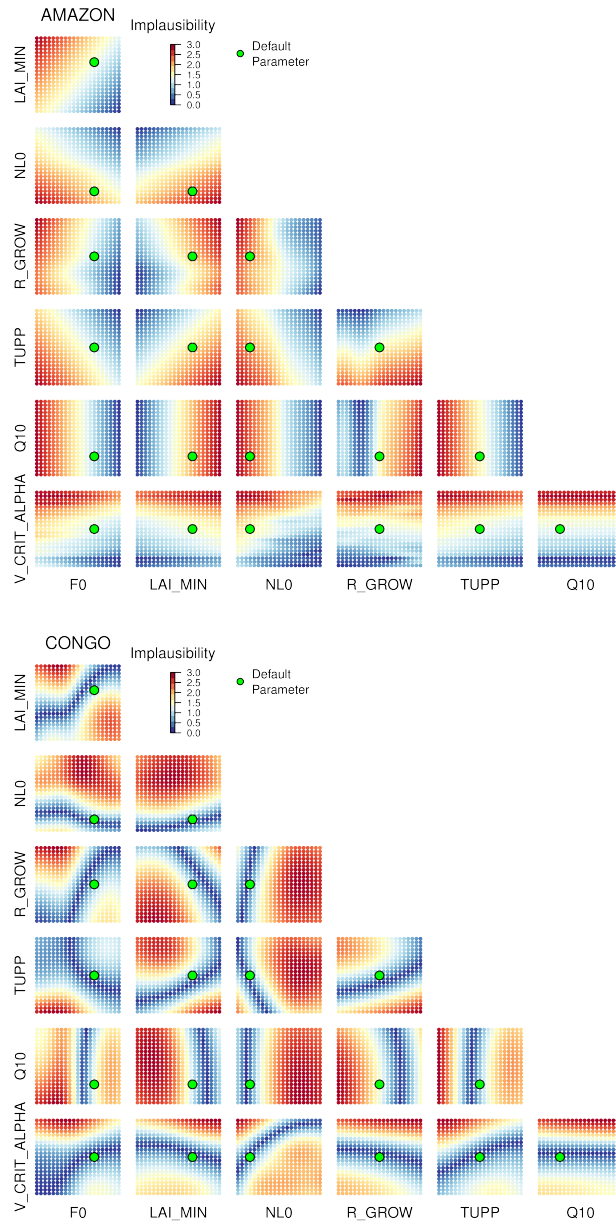 AMAZON
Implausibility
3.0
2.5
2.0
1.5
1.0
0.5
0.0
Default
Parameter
LAI_MIN
NL0
R_GROW
TUPP
Q10
V_CRIT_ALPHA
F0 LAI_MIN NL0 R_GROW TUPP Q10
CONGO
Implausibility
3.0
2.5
2.0
1.5
1.0
0.5
0.0
Default
Parameter
LAI_MIN
NL0
R_GROW
TUPP
Q10
V_CRIT_ALPHA
F0 LAI_MIN NL0 R_GROW TUPP Q10